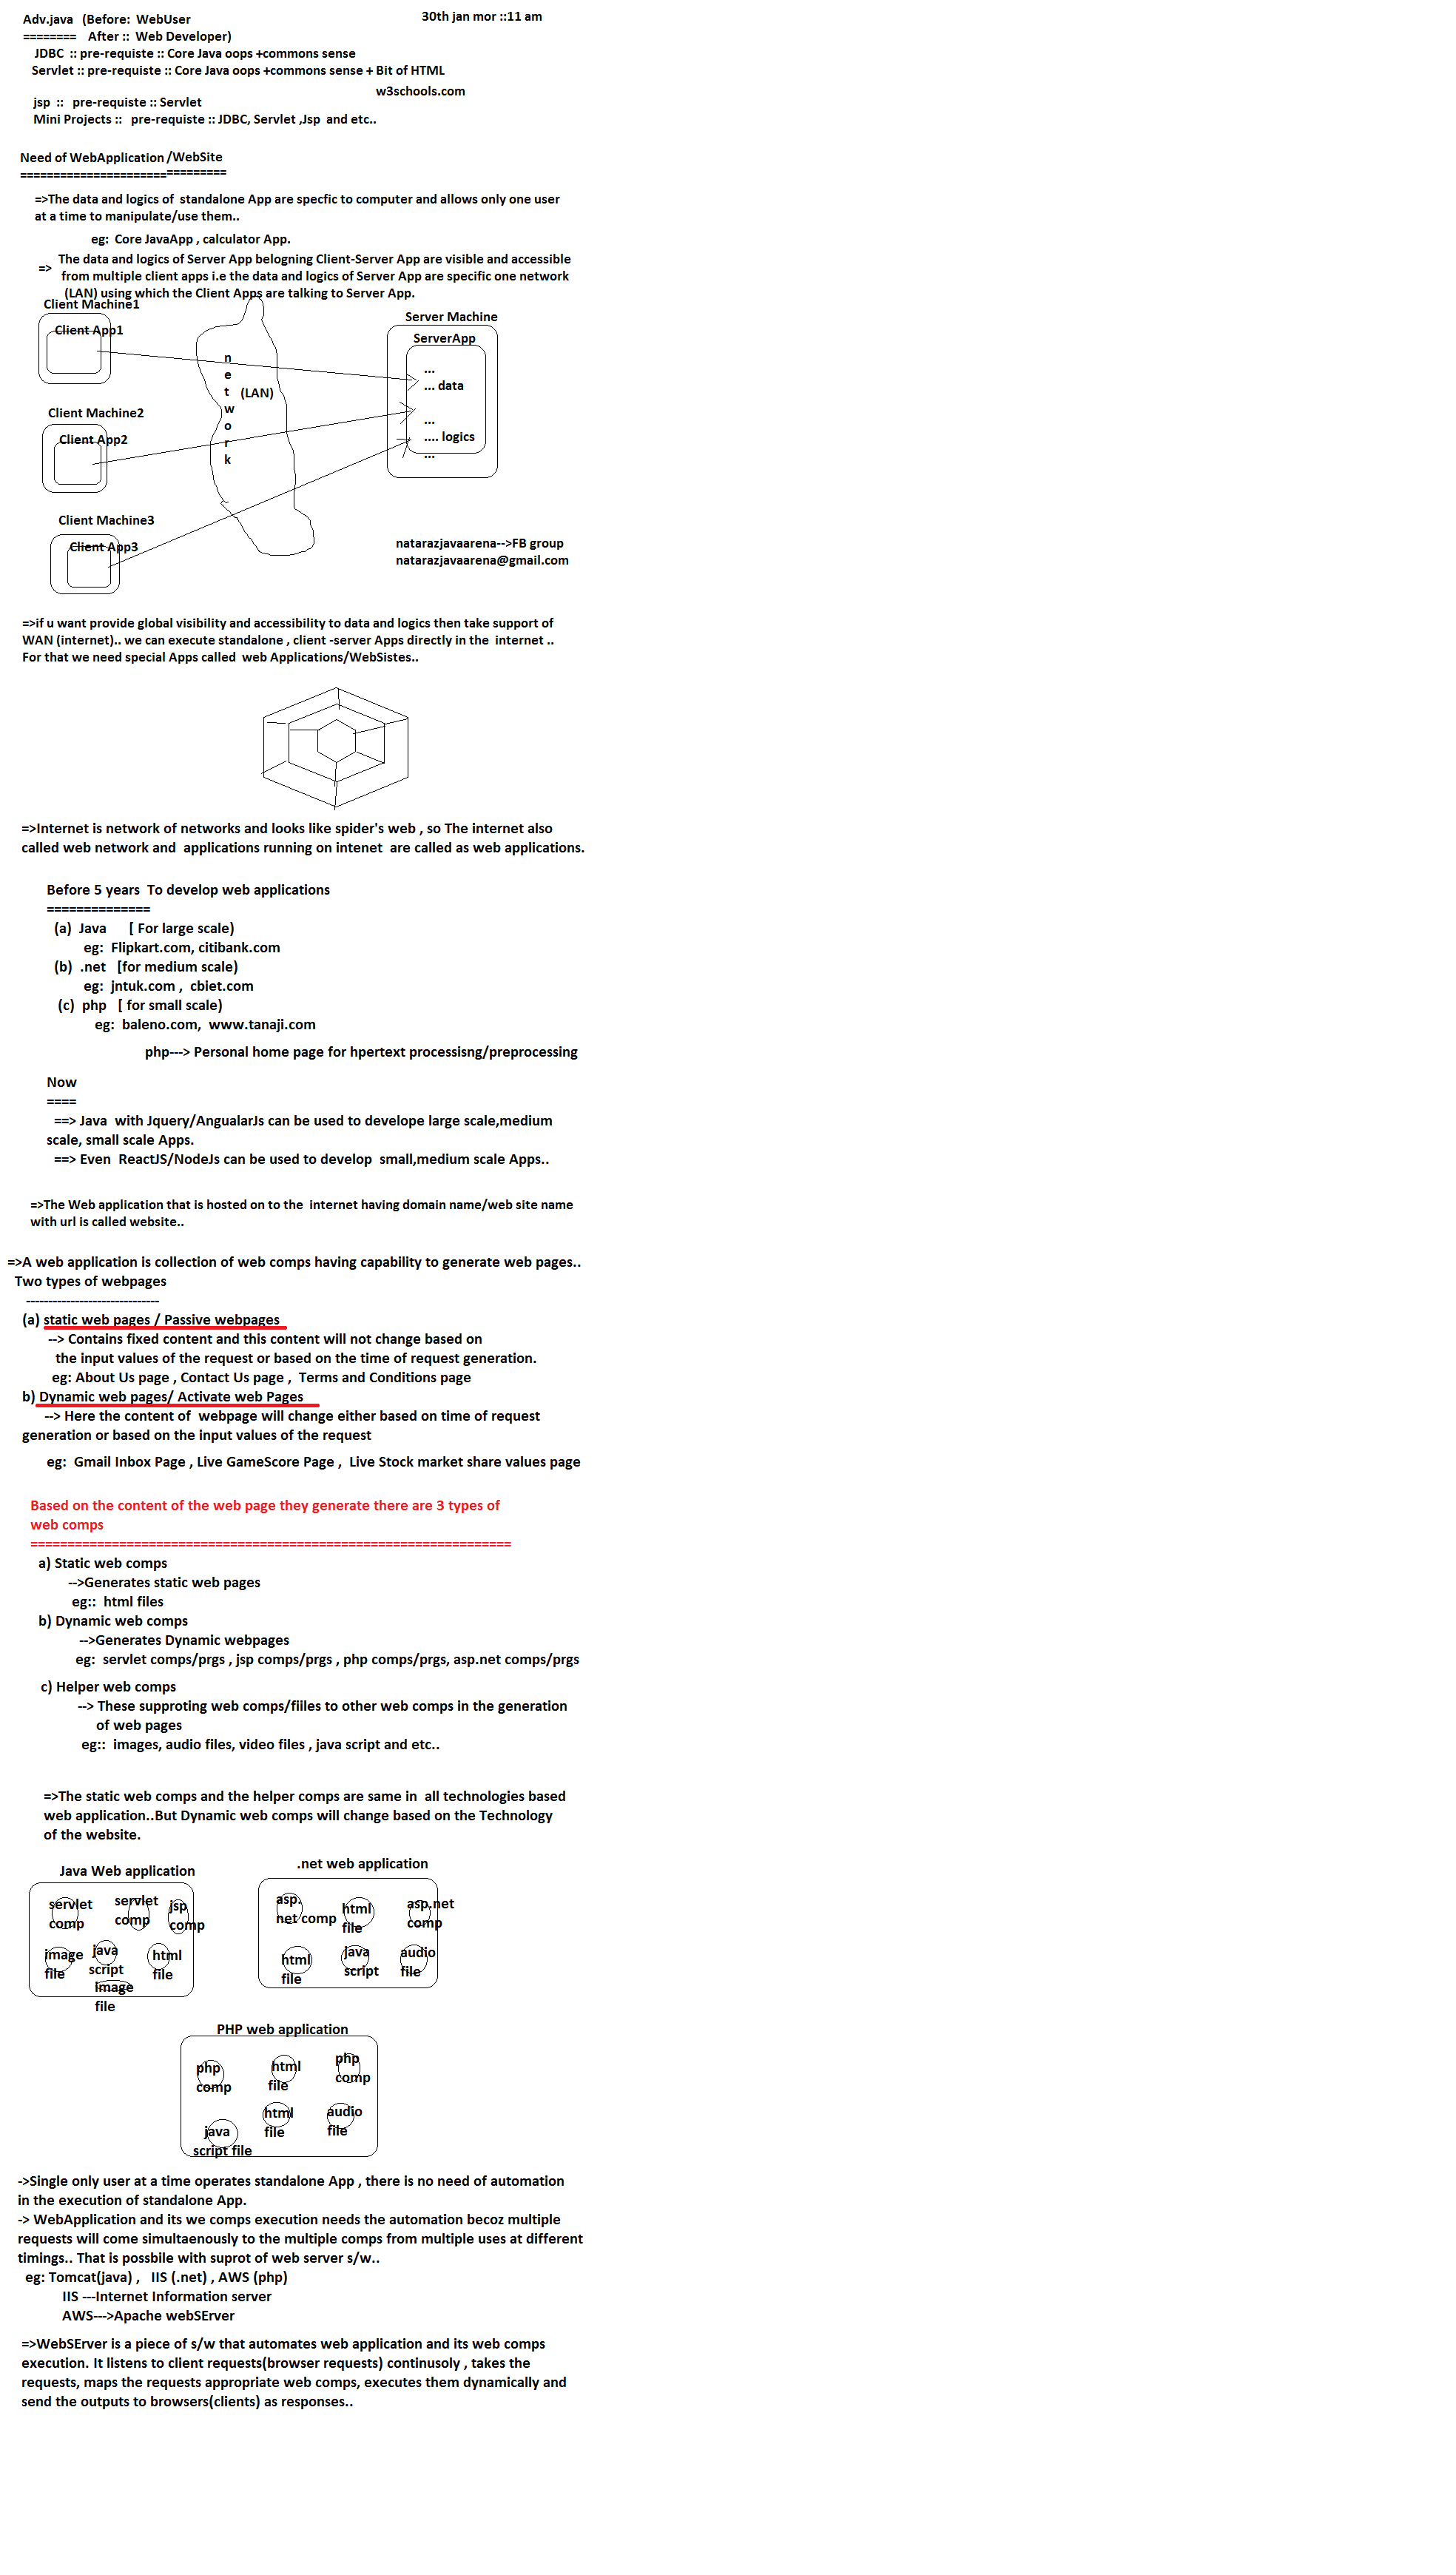 Adv.java   (Before:  WebUser
30th jan mor ::11 am
========    After ::  Web Developer)
JDBC  :: pre-requiste :: Core Java oops +commons sense
Servlet :: pre-requiste :: Core Java oops +commons sense + Bit of HTML
w3schools.com
jsp  ::   pre-requiste :: Servlet
Mini Projects ::   pre-requiste :: JDBC, Servlet ,Jsp  and etc..
Need of WebApplication /WebSite
===============================
=>The data and logics of  standalone App are specfic to computer and allows only one user
at a time to manipulate/use them..
eg:  Core JavaApp , calculator App.
=> The data and logics of Server App belogning Client-Server App are visible and accessible
from multiple client apps i.e the data and logics of Server App are specific one network
(LAN) using which the Client Apps are talking to Server App.
Client Machine1
Client App1
Server Machine
ServerApp
...
... data
...
.... logics
...
n
e
t
w
o
r
k
(LAN)
Client Machine2
Client App2
Client Machine3
Client App3
natarazjavaarena-->FB group
natarazjavaarena@gmail.com
=>if u want provide global visibility and accessibility to data and logics then take support of
WAN (internet).. we can execute standalone , client -server Apps directly in the  internet ..
For that we need special Apps called  web Applications/WebSistes..
=>Internet is network of networks and looks like spider's web , so The internet also
called web network and  applications running on intenet  are called as web applications.
Before 5 years  To develop web applications
==============
(a)  Java      [ For large scale)
eg:  Flipkart.com, citibank.com
(b)  .net   [for medium scale)
eg:  jntuk.com ,  cbiet.com
(c)  php   [ for small scale)
eg:  baleno.com,  www.tanaji.com
php---> Personal home page for hpertext processisng/preprocessing
Now
====
==> Java  with Jquery/AngualarJs can be used to develope large scale,medium
scale, small scale Apps.
==> Even  ReactJS/NodeJs can be used to develop  small,medium scale Apps..
=>The Web application that is hosted on to the  internet having domain name/web site name
with url is called website..
=>A web application is collection of web comps having capability to generate web pages..
Two types of webpages
------------------------------
(a) static web pages / Passive webpages
--> Contains fixed content and this content will not change based on
the input values of the request or based on the time of request generation.
eg: About Us page , Contact Us page ,  Terms and Conditions page
b) Dynamic web pages/ Activate web Pages
--> Here the content of  webpage will change either based on time of request
generation or based on the input values of the request
eg:  Gmail Inbox Page , Live GameScore Page ,  Live Stock market share values page
Based on the content of the web page they generate there are 3 types of
web comps
=================================================================
a) Static web comps
-->Generates static web pages
eg::  html files
b) Dynamic web comps
-->Generates Dynamic webpages
eg:  servlet comps/prgs , jsp comps/prgs , php comps/prgs, asp.net comps/prgs
c) Helper web comps
--> These supproting web comps/fiiles to other web comps in the generation
of web pages
eg::  images, audio files, video files , java script and etc..
=>The static web comps and the helper comps are same in  all technologies based
web application..But Dynamic web comps will change based on the Technology
of the website.
Java Web application
servlet
comp
servlet
comp
jsp
comp
image
file
java
script
html
file
image
file
.net web application
asp.
net comp
html
file
asp.net
comp
html
file
java
script
audio
file
PHP web application
php
comp
html
file
php
comp
java
script file
html
file
audio
file
->Single only user at a time operates standalone App , there is no need of automation
in the execution of standalone App.
-> WebApplication and its we comps execution needs the automation becoz multiple
requests will come simultaenously to the multiple comps from multiple uses at different
timings.. That is possbile with suprot of web server s/w..
eg: Tomcat(java) ,   IIS (.net) , AWS (php)
IIS ---Internet Information server
AWS--->Apache webSErver
=>WebSErver is a piece of s/w that automates web application and its web comps
execution. It listens to client requests(browser requests) continusoly , takes the
requests, maps the requests appropriate web comps, executes them dynamically and
send the outputs to browsers(clients) as responses..